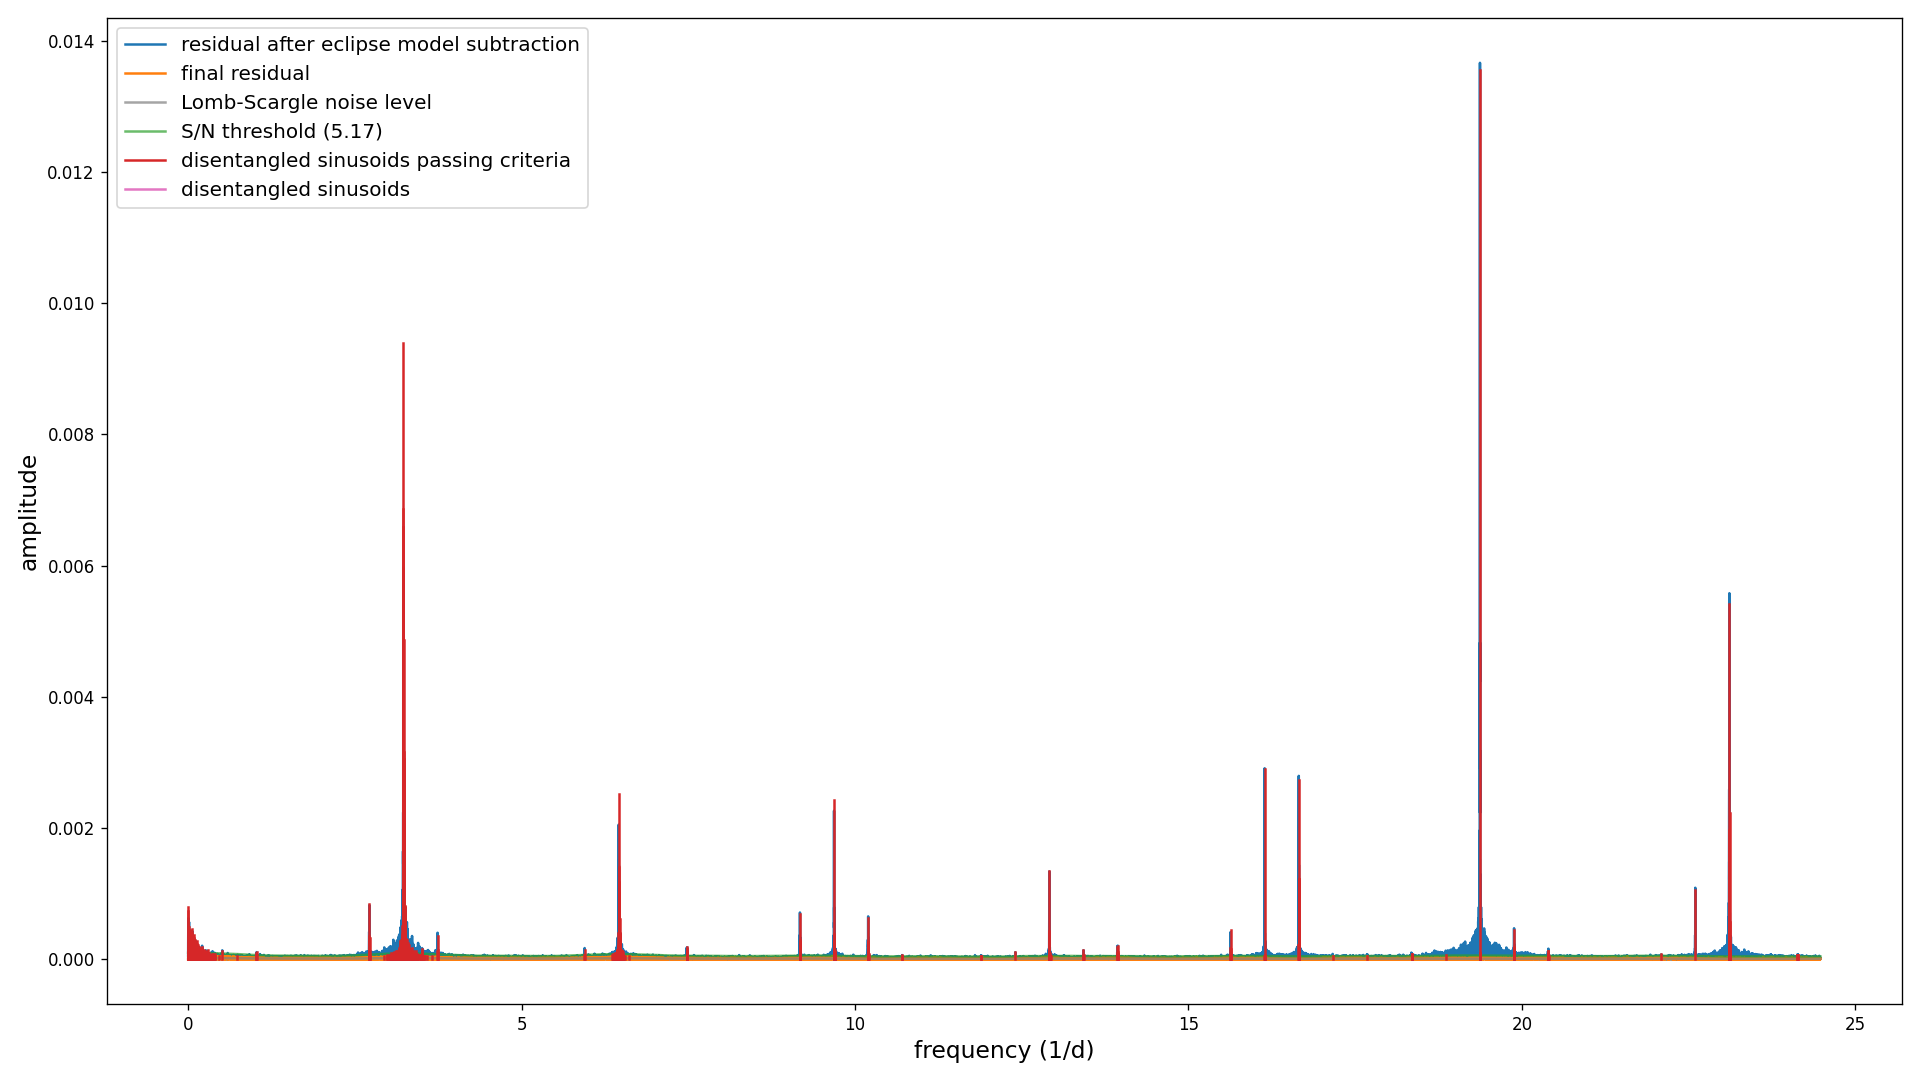 residual after eclipse model subtraction
final residual
Lomb-Scargle noise level
S/N threshold (5.17)
disentangled sinusoids passing criteria
disentangled sinusoids
0.014
0.012
0.010
0.008
0.006
0.004
0.002
0.000
amplitude
0 5 10 15 20 25
frequency (1/d)